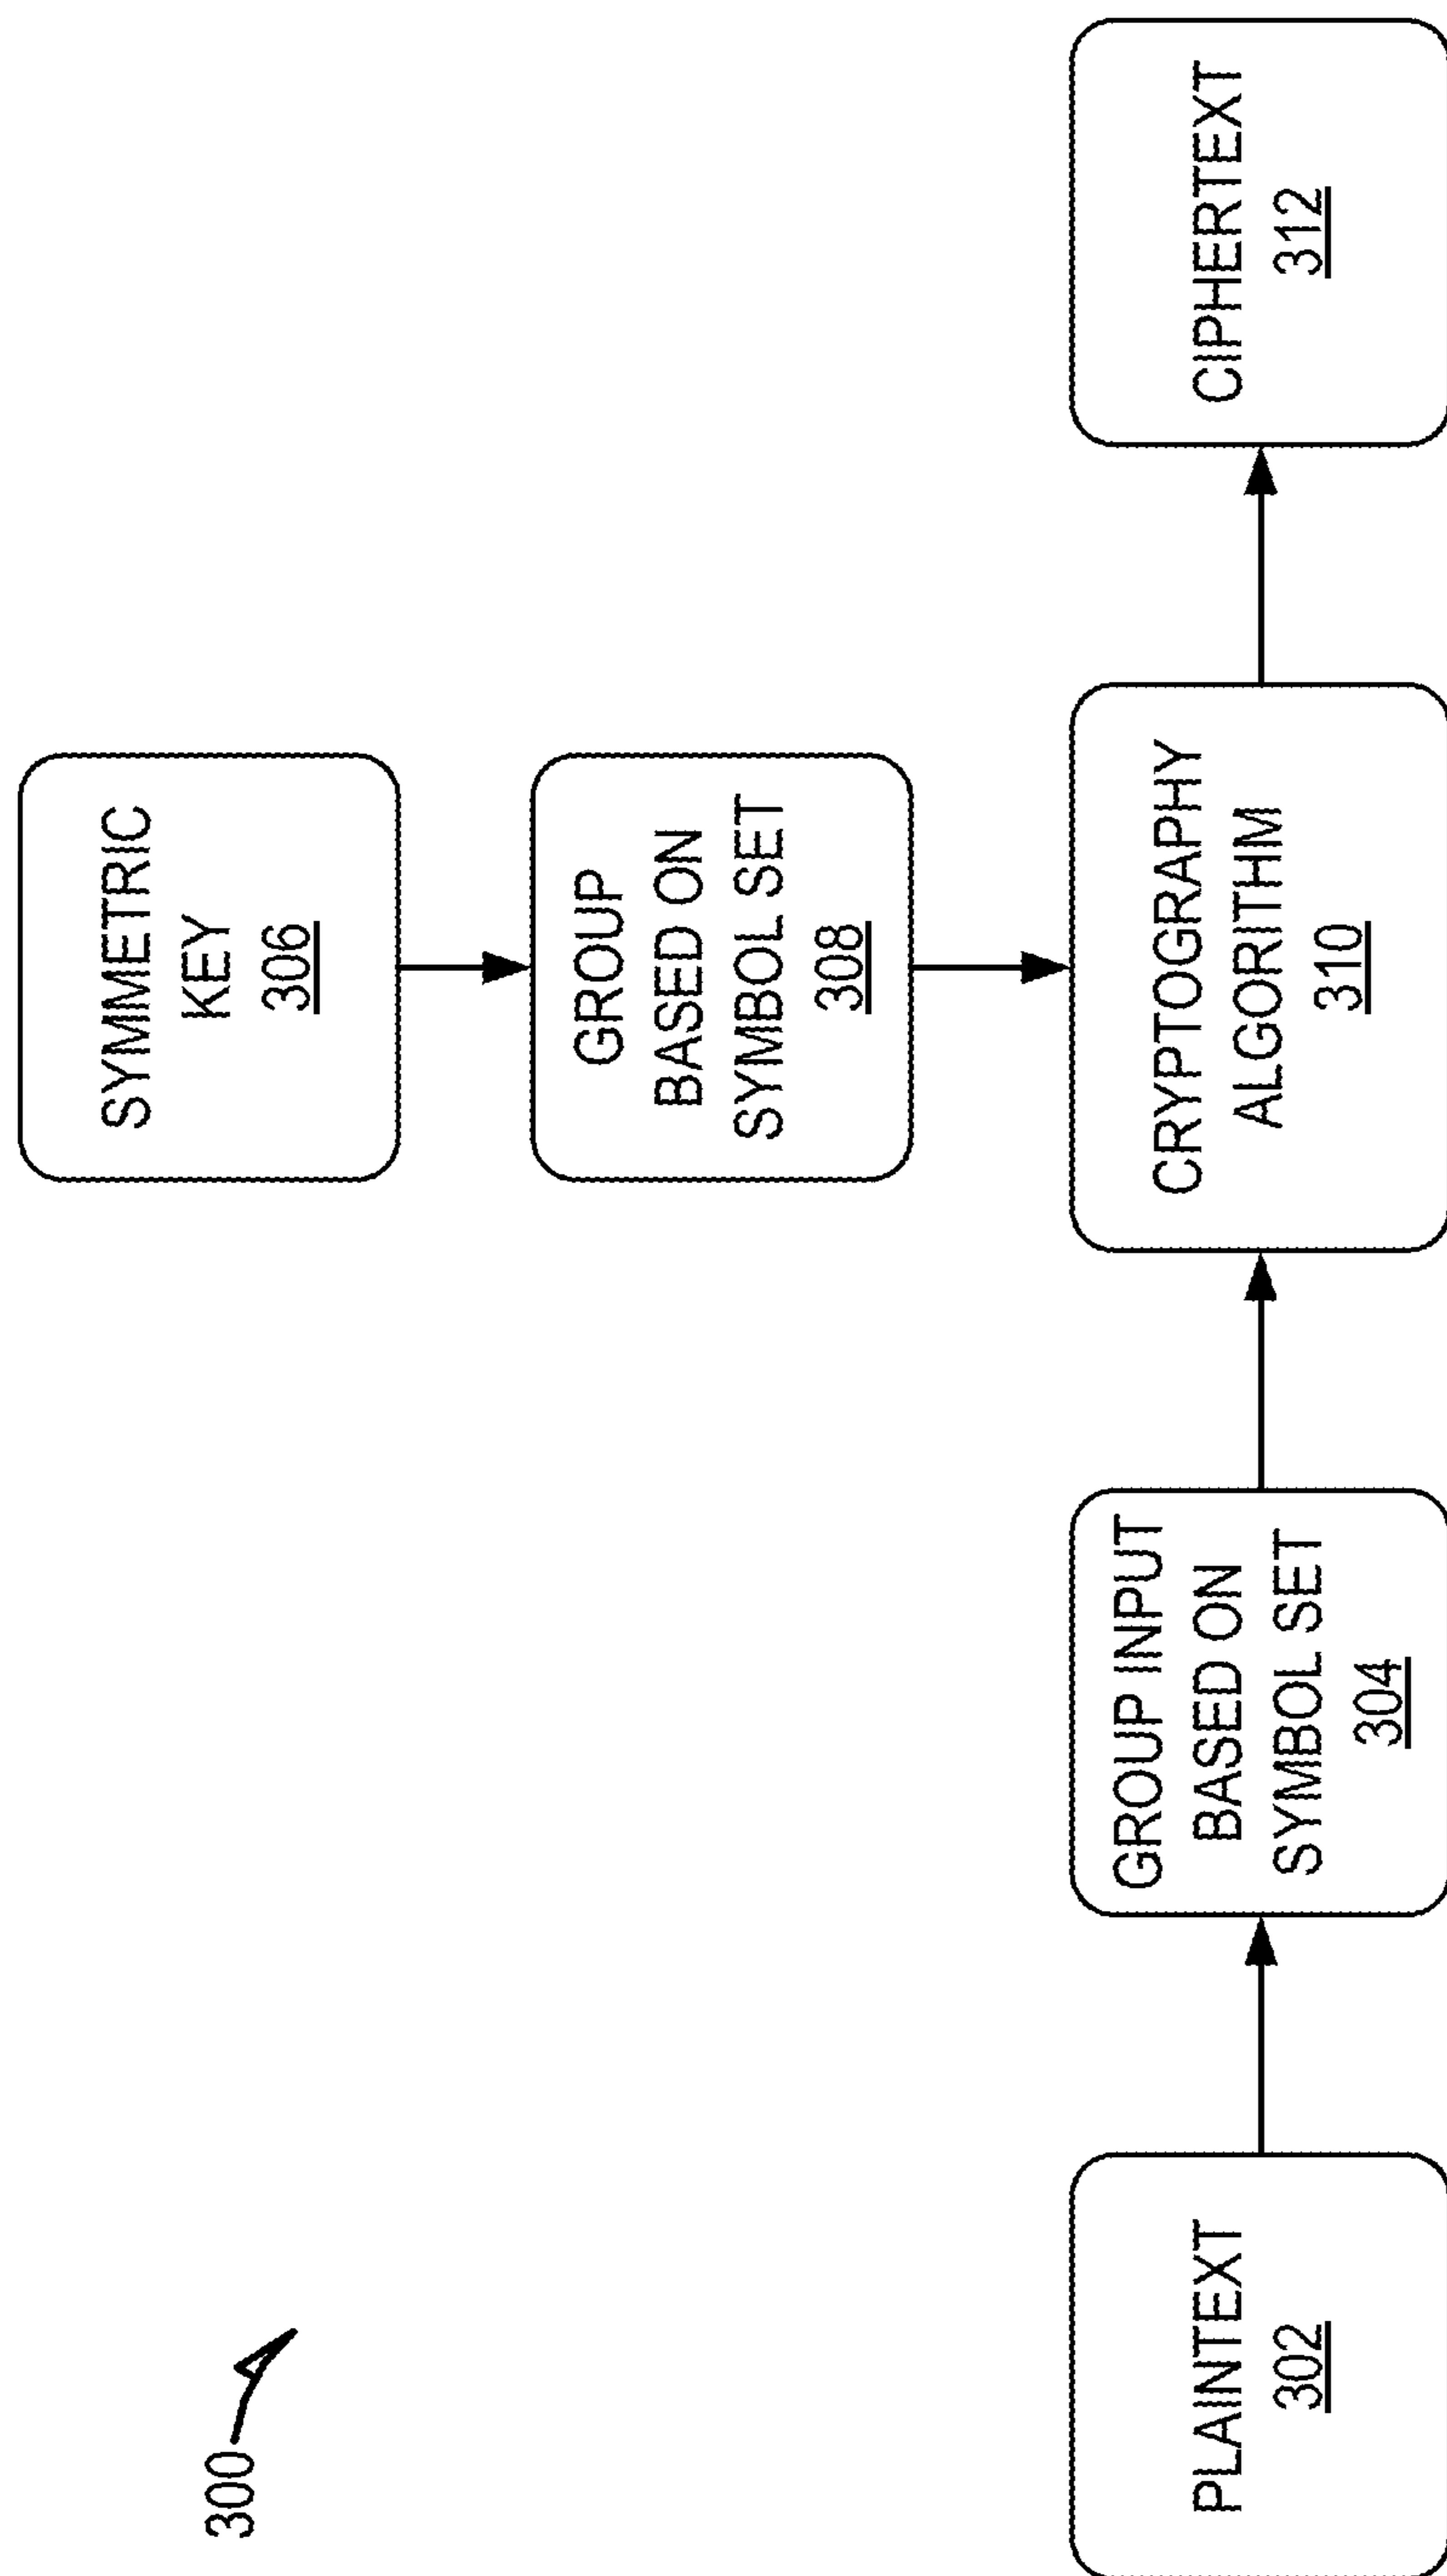 300
SYMMETRIC
KEY
306
GROUP
BASED ON
SYMBOL SET
308
PLAINTEXT
302
GROUP INPUT
BASED ON
SYMBOL SET
304
CRYPTOGRAPHY
ALGORITHM
310
CIPHERTEXT
312